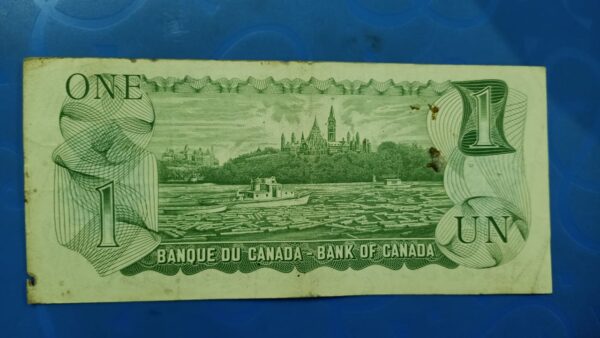 ONE
1
1
UN
BANQUE DU CANADA - BANK OF CANADA